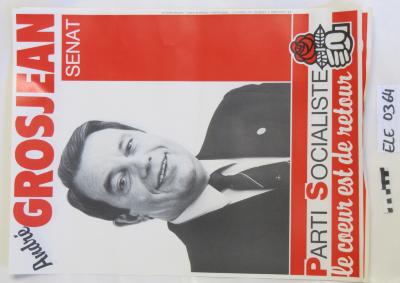 André
GROSJEAN
SENAT
PARTI SOCIALISTE
le coeur est de retour
ELE 0364